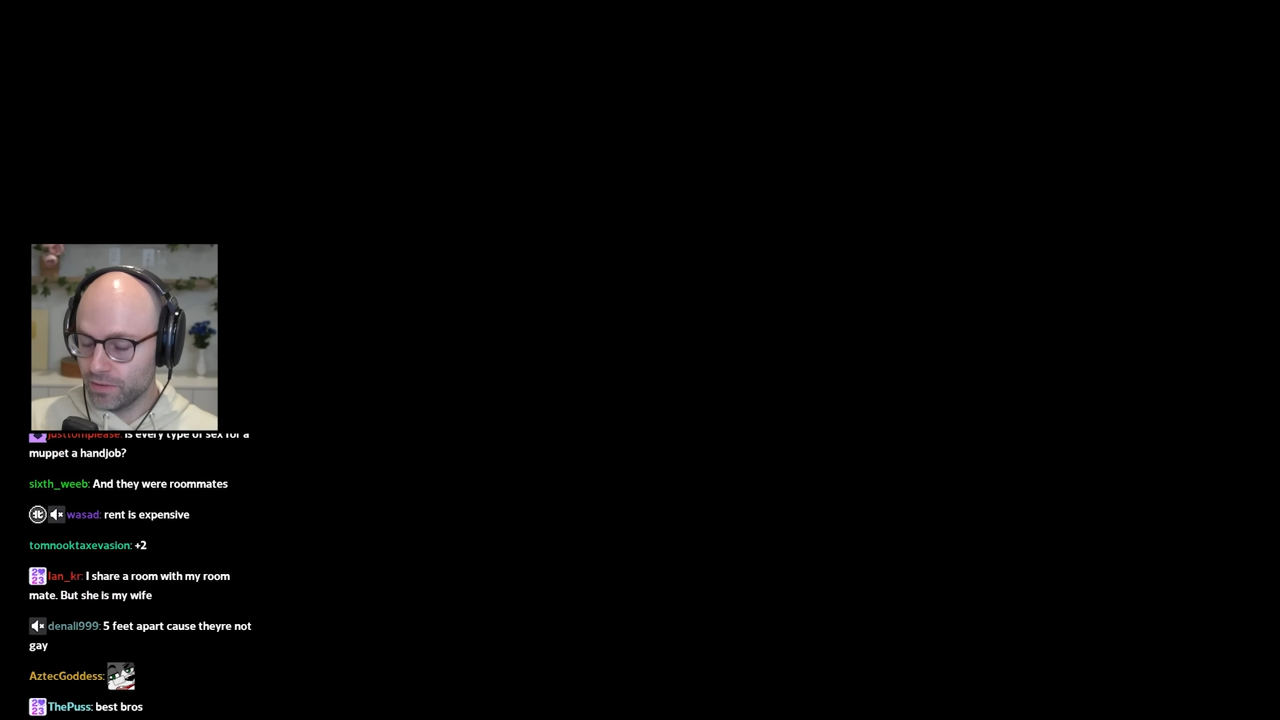 justtomplease: is every type of sex for a
muppet a handjob?
sixth_weeb: And they were roommates
wasad: rent is expensive
tomnooktaxevasion: +2
Ian_kr: I share a room with my room
mate. But she is my wife
denali999: 5 feet apart cause theyre not
gay
AztecGoddess:
ThePuss: best bros